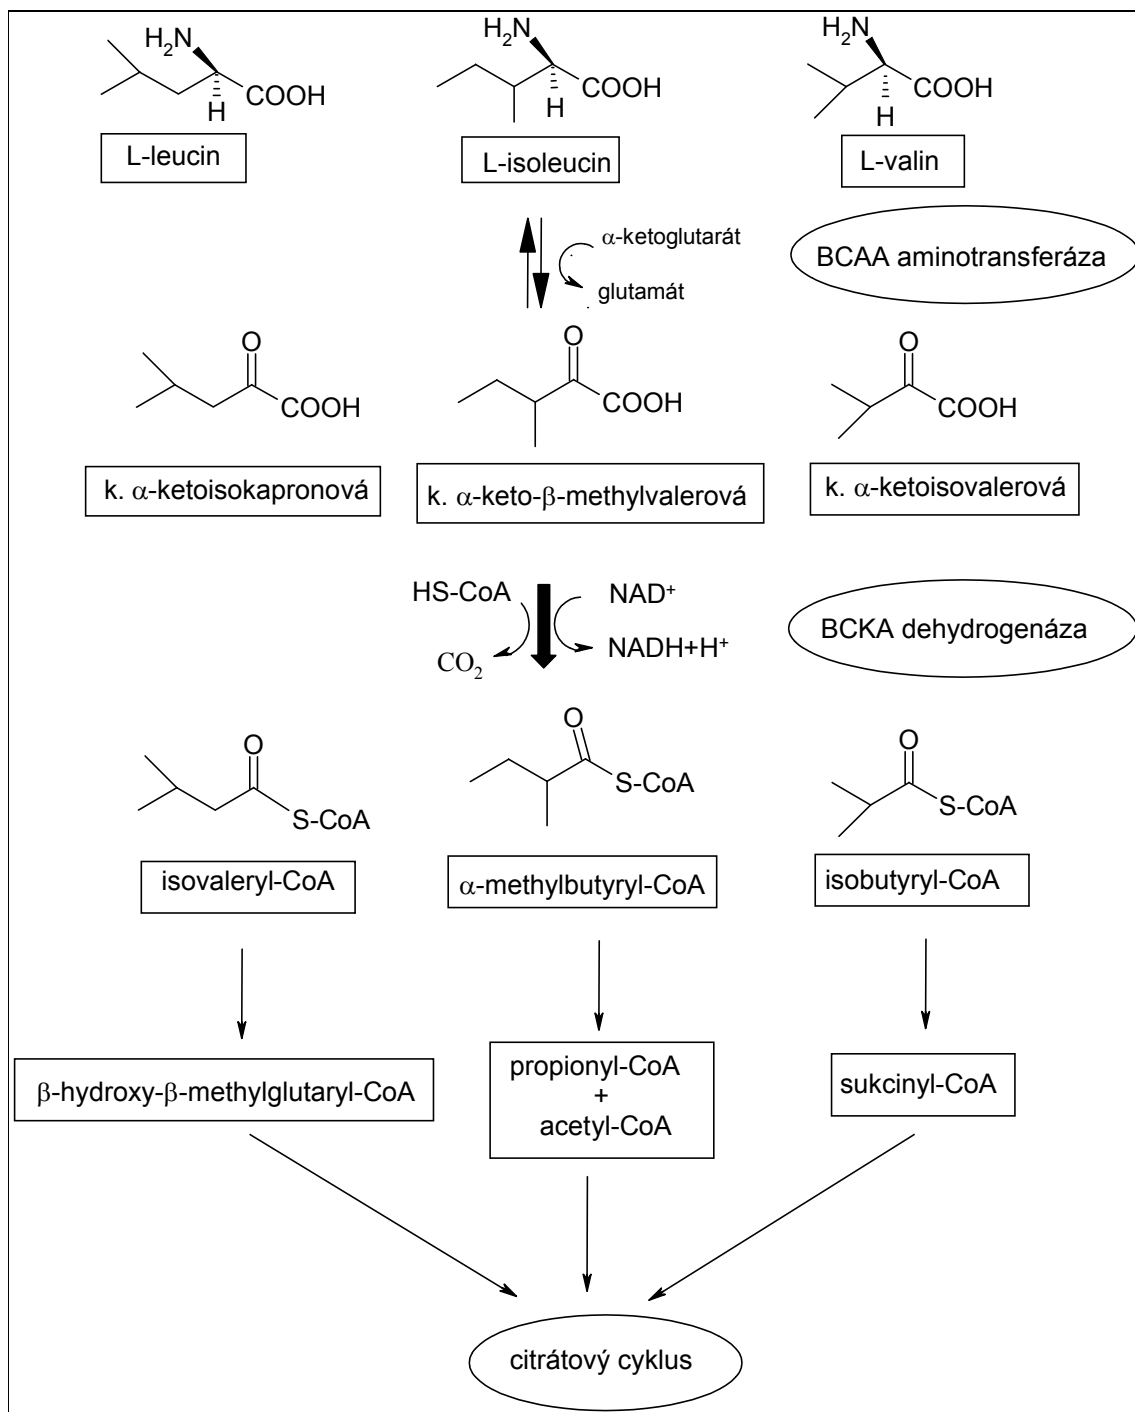 H2N
H
COOH
L-leucin
H2N
H
COOH
L-isoleucin
H2N
H
COOH
L-valin
α-ketoglutarát
glutamát
BCAA aminotransferáza
O
COOH
k. α-ketoisokapronová
O
COOH
k. α-keto-β-methylvalerová
O
COOH
k. α-ketoisovalerová
HS-CoA
CO2
NAD+
NADH+H+
BCKA dehydrogenáza
O
S-CoA
isovaleryl-CoA
O
S-CoA
α-methylbutyryl-CoA
O
S-CoA
isobutyryl-CoA
β-hydroxy-β-methylglutaryl-CoA
propionyl-CoA
+
acetyl-CoA
sukcinyl-CoA
citrátový cyklus